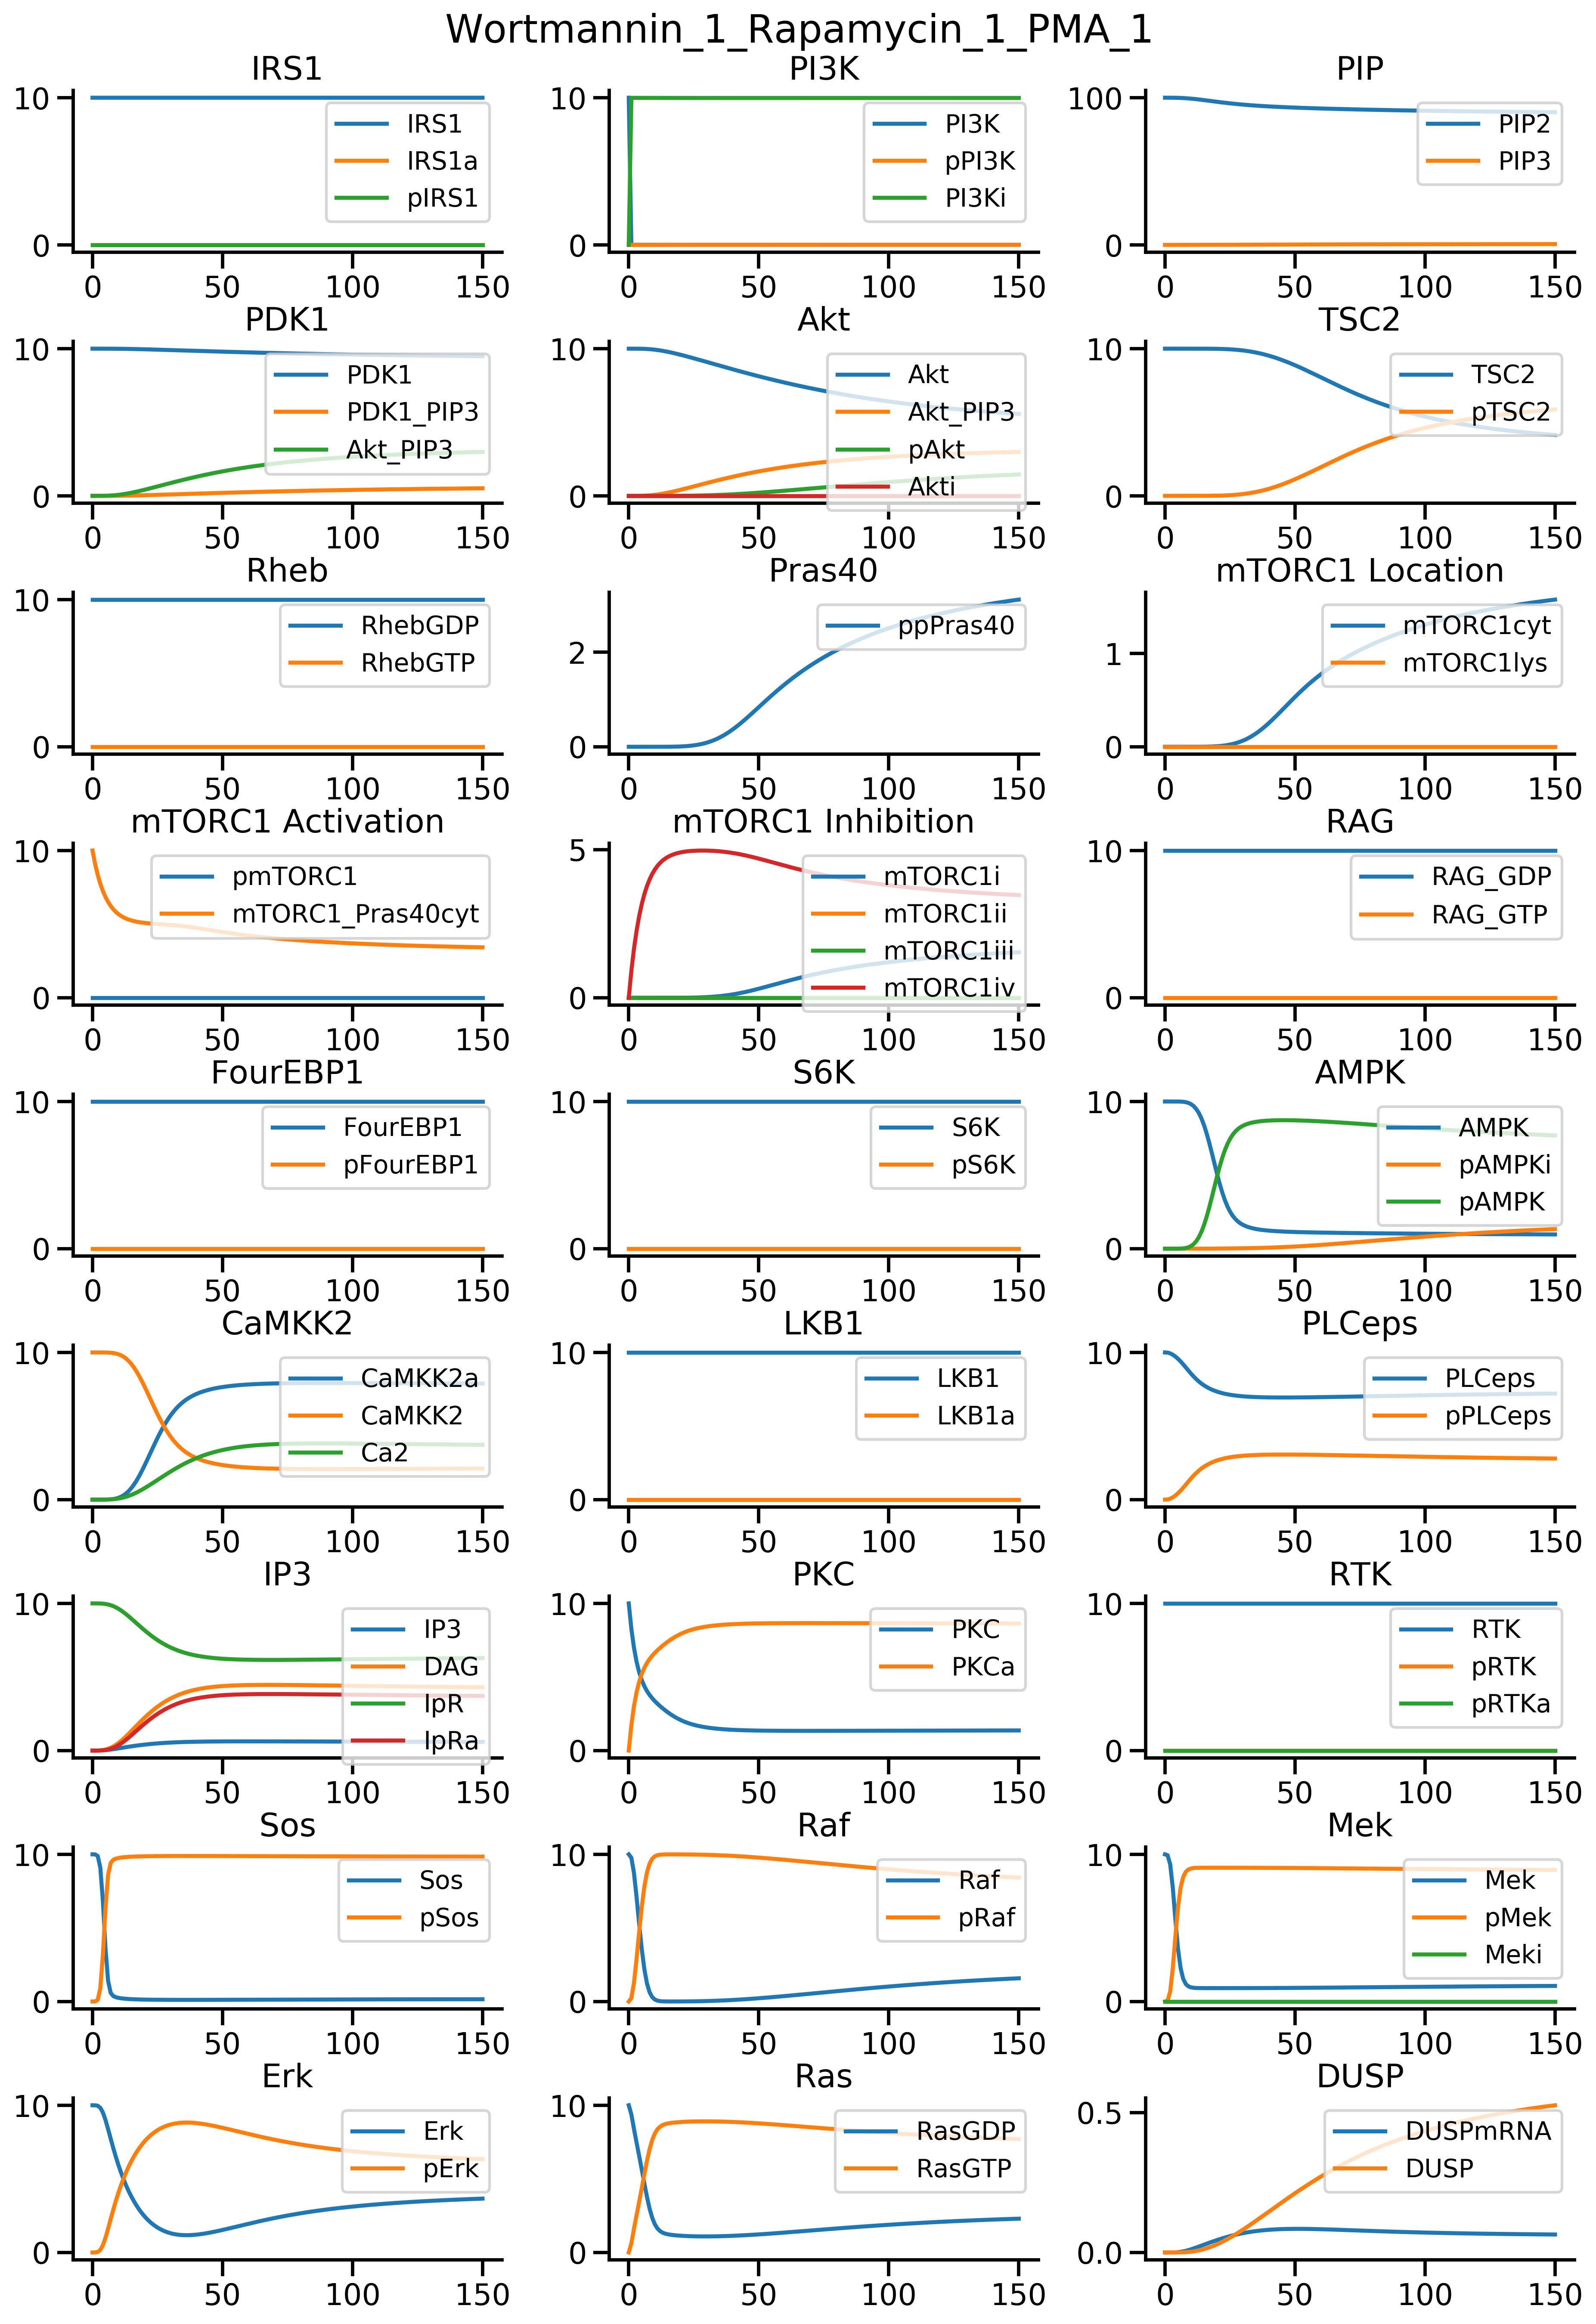 Wortmannin_1_Rapamycin_1_PMA_1
IRS1
10
0
0 50 100 150
IRS1
IRS1a
pIRS1
PI3K
10
0
0 50 100 150
PI3K
pPI3K
PI3Ki
PIP
100
0
0 50 100 150
PIP2
PIP3
PDK1
10
0
0 50 100 150
PDK1
PDK1_PIP3
Akt_PIP3
Akt
10
0
0 50 100 150
Akt
Akt_PIP3
pAkt
Akti
TSC2
10
0
0 50 100 150
TSC2
pTSC2
Rheb
10
0
0 50 100 150
RhebGDP
RhebGTP
Pras40
2
0
0 50 100 150
ppPras40
mTORC1 Location
1
0
0 50 100 150
mTORC1cyt
mTORC1lys
mTORC1 Activation
10
0
0 50 100 150
pmTORC1
mTORC1_Pras40cyt
mTORC1 Inhibition
5
0
0 50 100 150
mTORC1i
mTORC1ii
mTORC1iii
mTORC1iv
RAG
10
0
0 50 100 150
RAG_GDP
RAG_GTP
FourEBP1
10
0
0 50 100 150
FourEBP1
pFourEBP1
S6K
10
0
0 50 100 150
S6K
pS6K
AMPK
10
0
0 50 100 150
AMPK
pAMPKi
pAMPK
CaMKK2
10
0
0 50 100 150
CaMKK2a
CaMKK2
Ca2
LKB1
10
0
0 50 100 150
LKB1
LKB1a
PLCeps
10
0
0 50 100 150
PLCeps
pPLCeps
IP3
10
0
0 50 100 150
IP3
DAG
IpR
IpRa
PKC
10
0
0 50 100 150
PKC
PKCa
RTK
10
0
0 50 100 150
RTK
pRTK
pRTKa
Sos
10
0
0 50 100 150
Sos
pSos
Raf
10
0
0 50 100 150
Raf
pRaf
Mek
10
0
0 50 100 150
Mek
pMek
Meki
Erk
10
0
0 50 100 150
Erk
pErk
Ras
10
0
0 50 100 150
RasGDP
RasGTP
DUSP
0.5
0.0
0 50 100 150
DUSPmRNA
DUSP